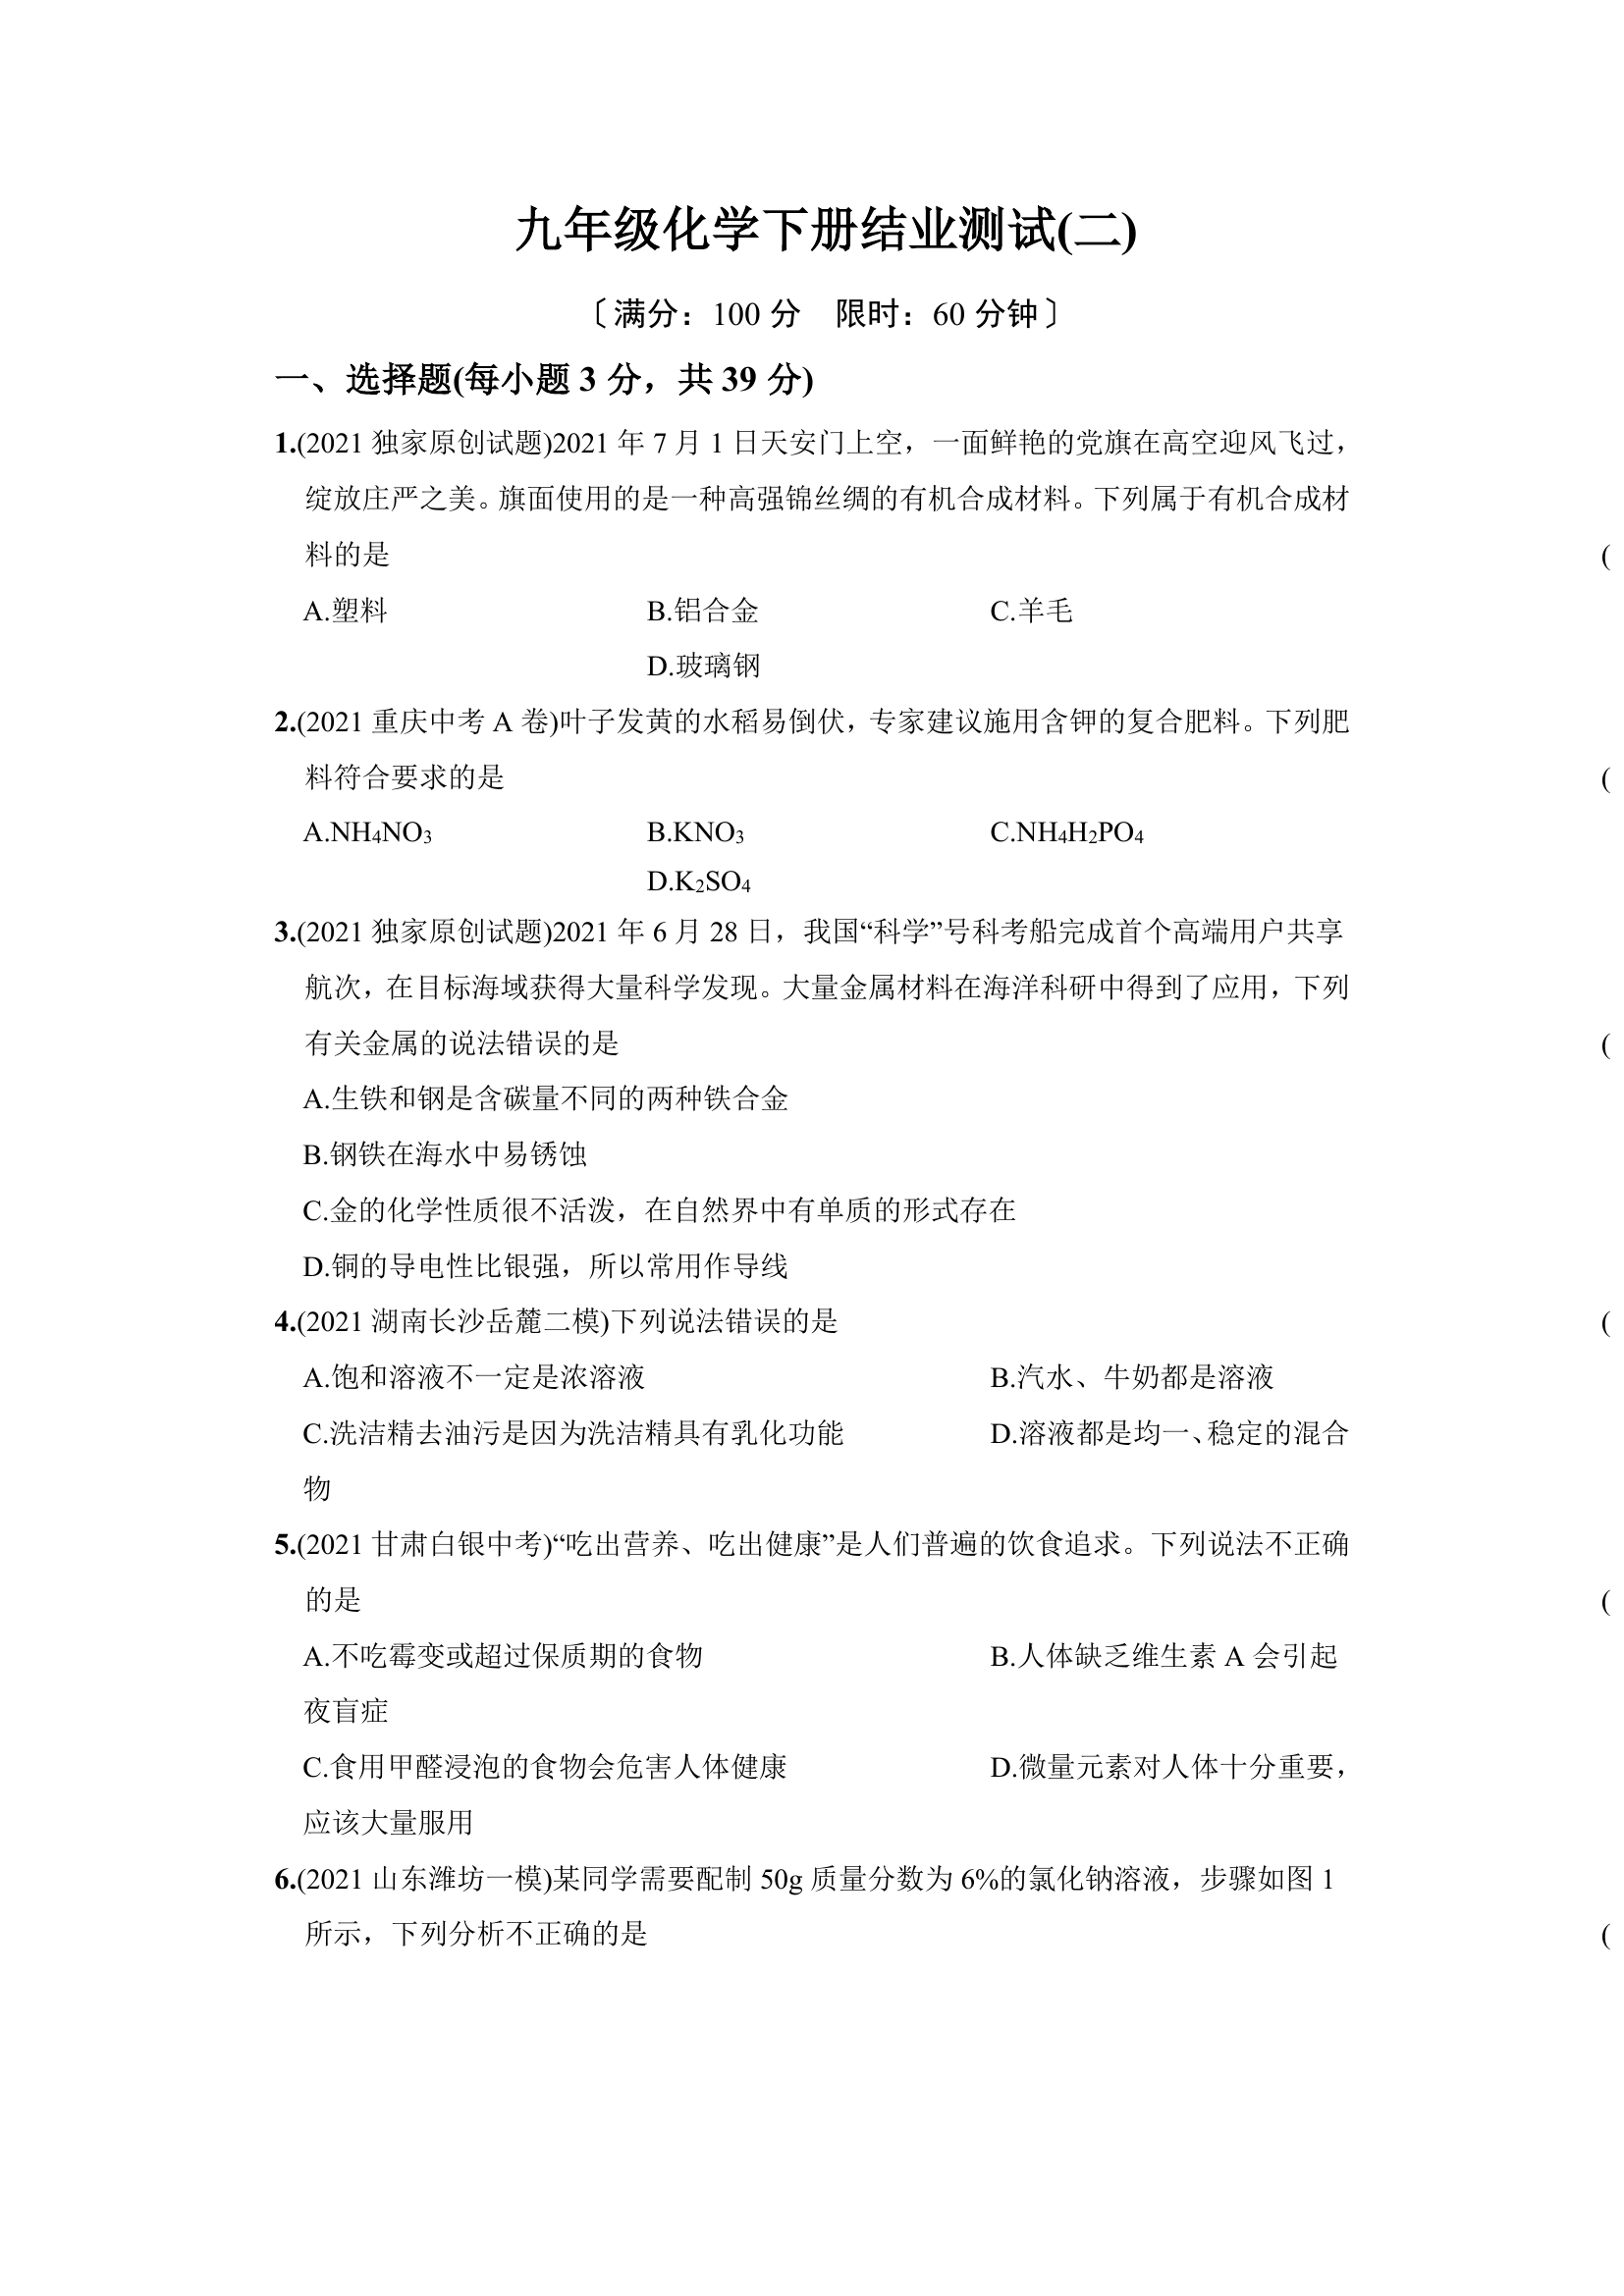 九年级化学下册结业测试(二)
〔满分：100 分　限时：60 分钟〕
一、选择题(每小题 3 分，共 39 分)
1.(2021 独家原创试题)2021 年 7 月 1 日天安门上空，一面鲜艳的党旗在高空迎风飞过，
绽放庄严之美。旗面使用的是一种高强锦丝绸的有机合成材料。下列属于有机合成材
料的是 (
A.塑料 B.铝合金 C.羊毛
D.玻璃钢
2.(2021 重庆中考 A 卷)叶子发黄的水稻易倒伏，专家建议施用含钾的复合肥料。下列肥
料符合要求的是 (
A.NH₄NO₃ B.KNO₃ C.NH₄H₂PO₄
D.K₂SO₄
3.(2021 独家原创试题)2021 年 6 月 28 日，我国“科学”号科考船完成首个高端用户共享
航次，在目标海域获得大量科学发现。大量金属材料在海洋科研中得到了应用，下列
有关金属的说法错误的是 (
A.生铁和钢是含碳量不同的两种铁合金
B.钢铁在海水中易锈蚀
C.金的化学性质很不活泼，在自然界中有单质的形式存在
D.铜的导电性比银强，所以常用作导线
4.(2021 湖南长沙岳麓二模)下列说法错误的是 (
A.饱和溶液不一定是浓溶液 B.汽水、牛奶都是溶液
C.洗洁精去油污是因为洗洁精具有乳化功能 D.溶液都是均一、稳定的混合
物
5.(2021 甘肃白银中考)“吃出营养、吃出健康”是人们普遍的饮食追求。下列说法不正确
的是 (
A.不吃霉变或超过保质期的食物 B.人体缺乏维生素 A 会引起
夜盲症
C.食用甲醛浸泡的食物会危害人体健康 D.微量元素对人体十分重要，
应该大量服用
6.(2021 山东潍坊一模)某同学需要配制 50g 质量分数为 6%的氯化钠溶液，步骤如图 1
所示，下列分析不正确的是 (